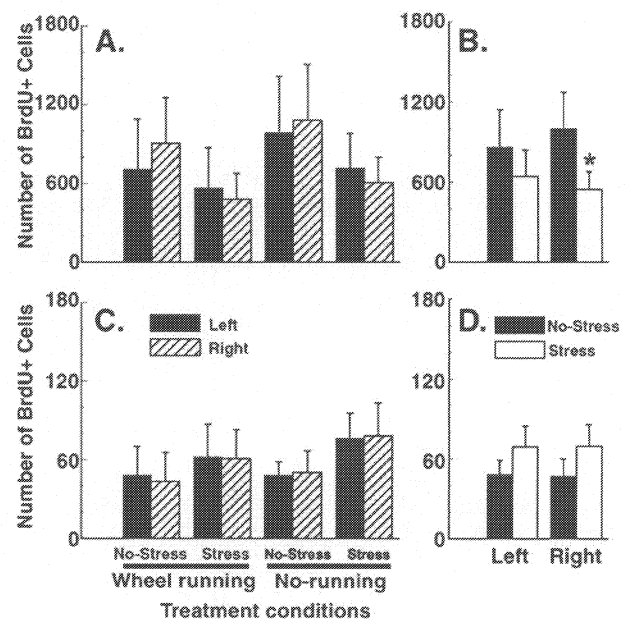 A.
B.
1800
1200
600
0
Number of BrdU+ Cells
1800
1200
600
0
*
C.
D.
180
120
60
0
Number of BrdU+ Cells
Left
Right
180
120
60
0
No-Stress
Stress
No-Stress Stress No-Stress Stress
Wheel running No-running
Treatment conditions
Left Right